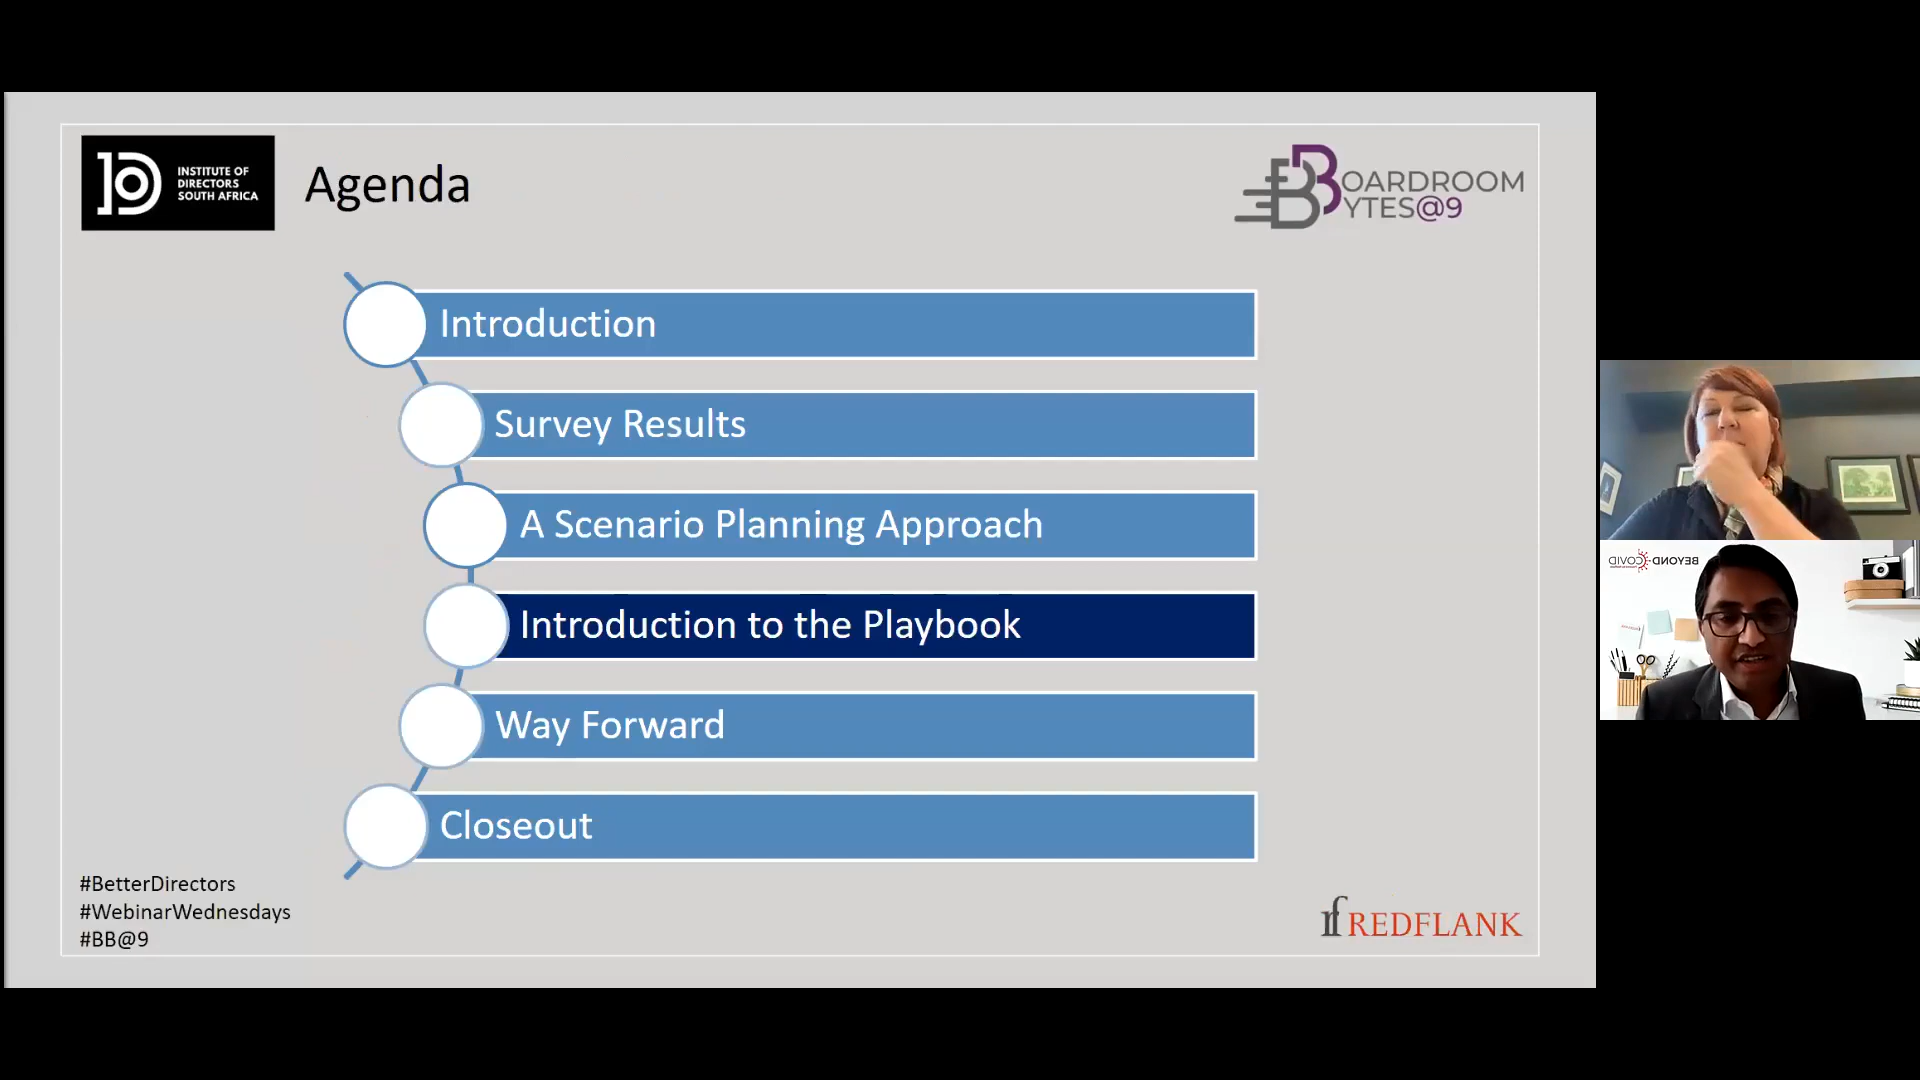 INSTITUTE OF
DIRECTORS
SOUTH AFRICA
Agenda
BOARDROOM
BYTES@9
Introduction
Survey Results
A Scenario Planning Approach
Introduction to the Playbook
Way Forward
Closeout
#BetterDirectors
#WebinarWednesdays
#BB@9
rf REDFLANK
BEYOND COVID